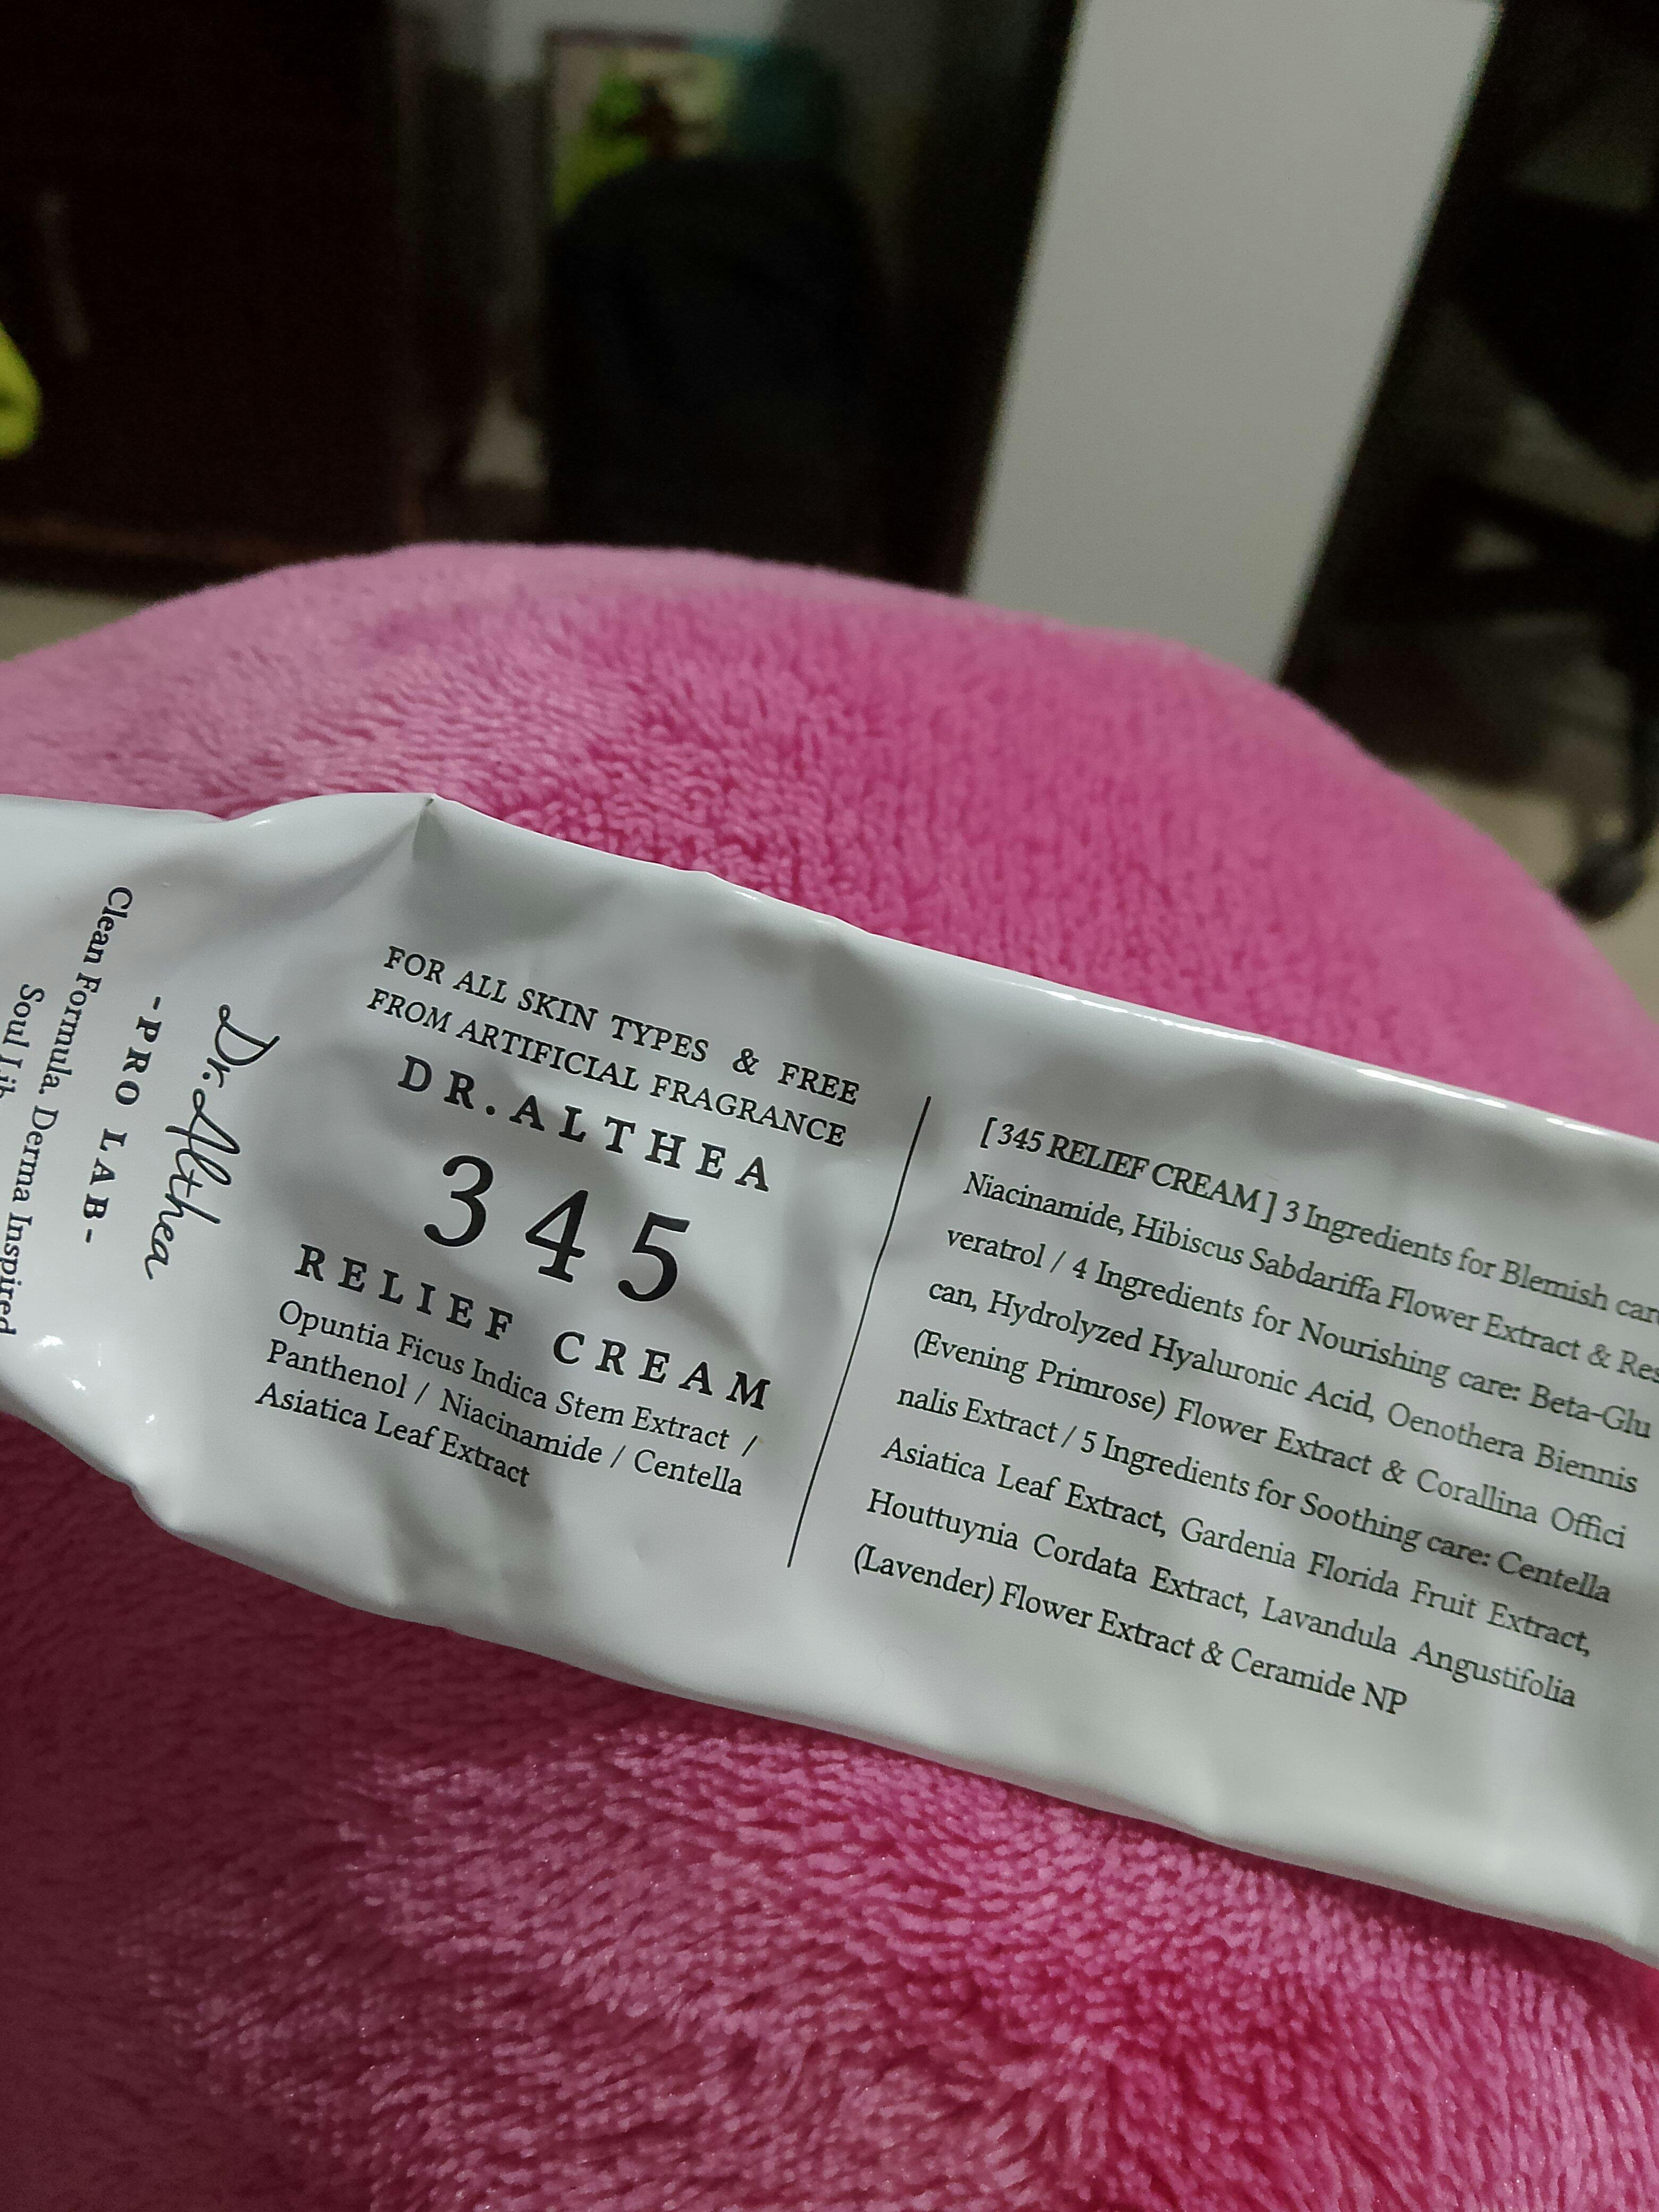 Dr.Althea
-PRO LAB-
Clean Formula. Derma Inspired
Soul
FOR ALL SKIN TYPES & FREE
FROM ARTIFICIAL FRAGRANCE
DR.ALTHEA
345
RELIEF CREAM
Opuntia Ficus Indica Stem Extract /
Panthenol / Niacinamide / Centella
Asiatica Leaf Extract
[ 345 RELIEF CREAM ] 3 Ingredients for Blemish
Niacinamide, Hibiscus Sabdariffa Flower Extract & Res
veratrol / 4 Ingredients for Nourishing care: Beta-Glu
can, Hydrolyzed Hyaluronic Acid, Oenothera Biennis
(Evening Primrose) Flower Extract & Corallina Offici
nalis Extract / 5 Ingredients for Soothing care: Centella
Asiatica Leaf Extract, Gardenia Florida Fruit Extract,
Houttuynia Cordata Extract, Lavandula Angustifolia
(Lavender) Flower Extract & Ceramide NP